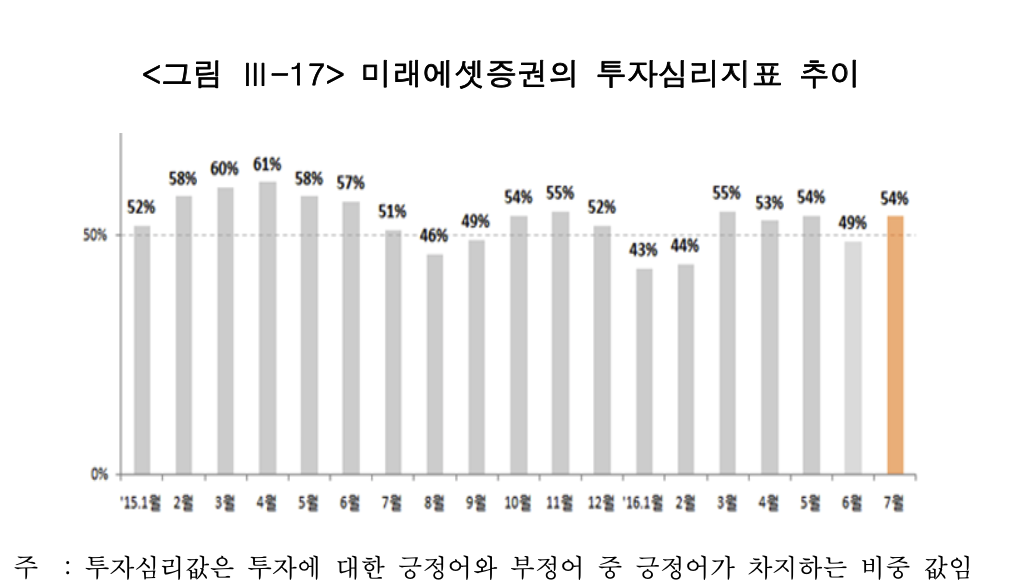 <그림 Ⅲ-17> 미래에셋증권의 투자심리지표 추이
52% 58% 60% 61% 58% 57% 51% 46% 49% 54% 55% 52% 43% 44% 55% 53% 54% 49% 54%
50%
0%
'15.1월 2월 3월 4월 5월 6월 7월 8월 9월 10월 11월 12월 '16.1월 2월 3월 4월 5월 6월 7월
주 : 투자심리값은 투자에 대한 긍정어와 부정어 중 긍정어가 차지하는 비중 값임